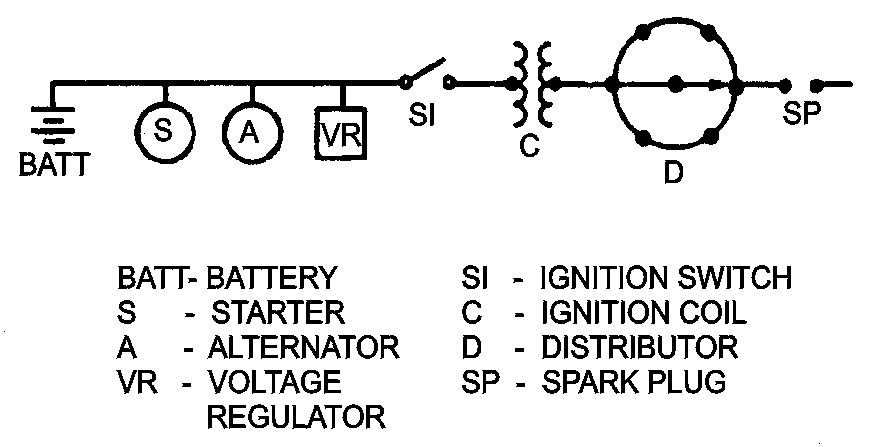 S A VR SI SP
BATT C D
BATT- BATTERY
S - STARTER
A - ALTERNATOR
VR - VOLTAGE
REGULATOR
SI - IGNITION SWITCH
C - IGNITION COIL
D - DISTRIBUTOR
SP - SPARK PLUG